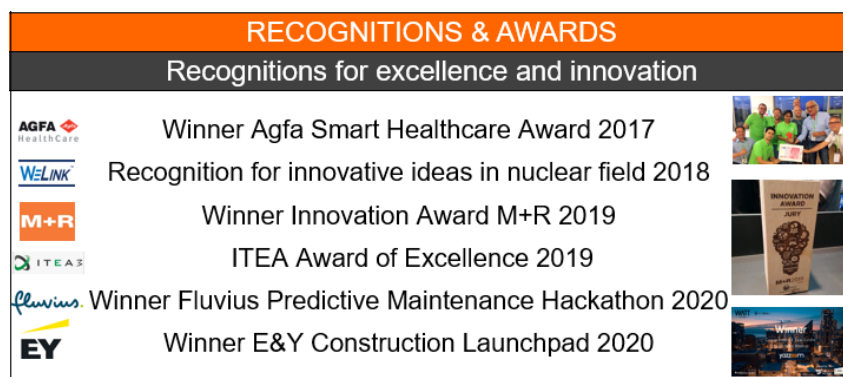 RECOGNITIONS & AWARDS
Recognitions for excellence and innovation
AGFA
HealthCare
Winner Agfa Smart Healthcare Award 2017
WELINK
Recognition for innovative ideas in nuclear field 2018
M+R
Winner Innovation Award M+R 2019
ITEA3
ITEA Award of Excellence 2019
fluvius.
Winner Fluvius Predictive Maintenance Hackathon 2020
EY
Winner E&Y Construction Launchpad 2020
INNOVATION
AWARD
JURY
M+R
Winner
yazzoom